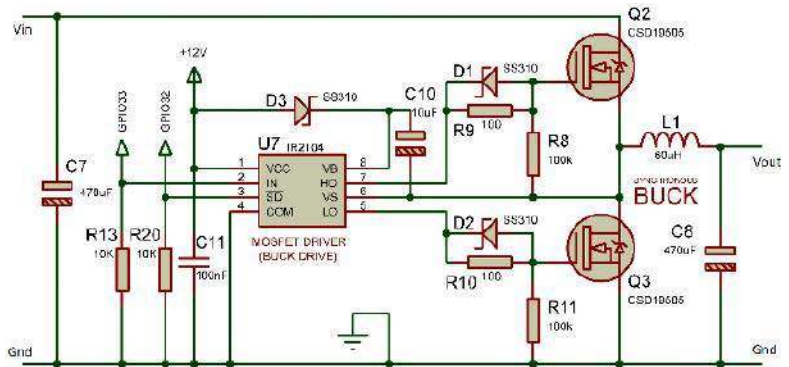 Vin
+12V
GPIO33
GPIO32
D3
SS310
C10
10uF
D1
SS310
R9
100
R8
100k
Q2
CSD19505
L1
60uH
Vout
C7
470uF
U7
IR2104
1
VCC
VB
8
2
IN
HO
7
3
SD
VS
6
4
COM
LO
5
MOSFET DRIVER
(BUCK DRIVE)
R13
10K
R20
10K
C11
100nF
D2
SS310
R10
100
R11
100k
SYNCHRONOUS
BUCK
C8
470uF
Q3
CSD19505
Gnd
Gnd